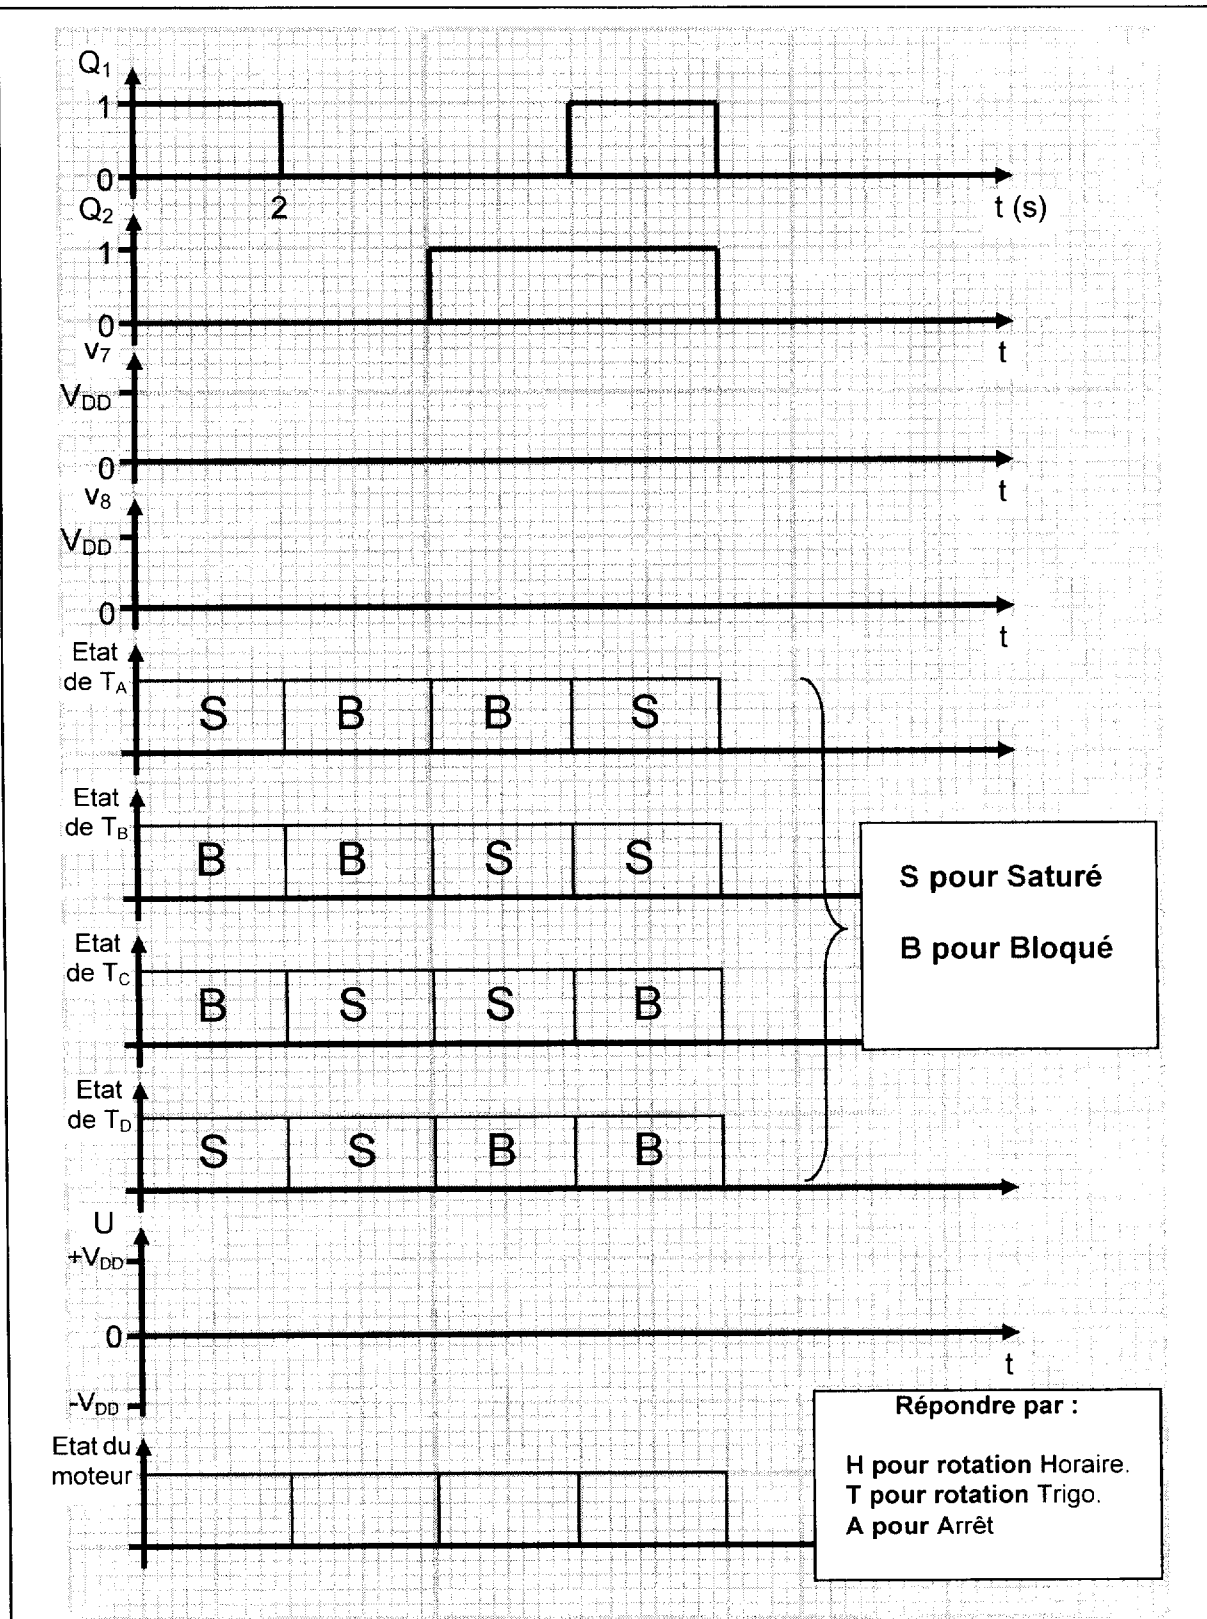 Q1
1
0
2
t (s)
Q2
1
0
t
v7
VDD
0
t
v8
VDD
0
t
Etat
de TA
S B B S
Etat
de TB
B B S S
S pour Saturé
B pour Bloqué
Etat
de TC
B S S B
Etat
de TD
S S B B
U
+VDD
0
t
-VDD
Etat du
moteur
Répondre par :
H pour rotation Horaire.
T pour rotation Trigo.
A pour Arrêt